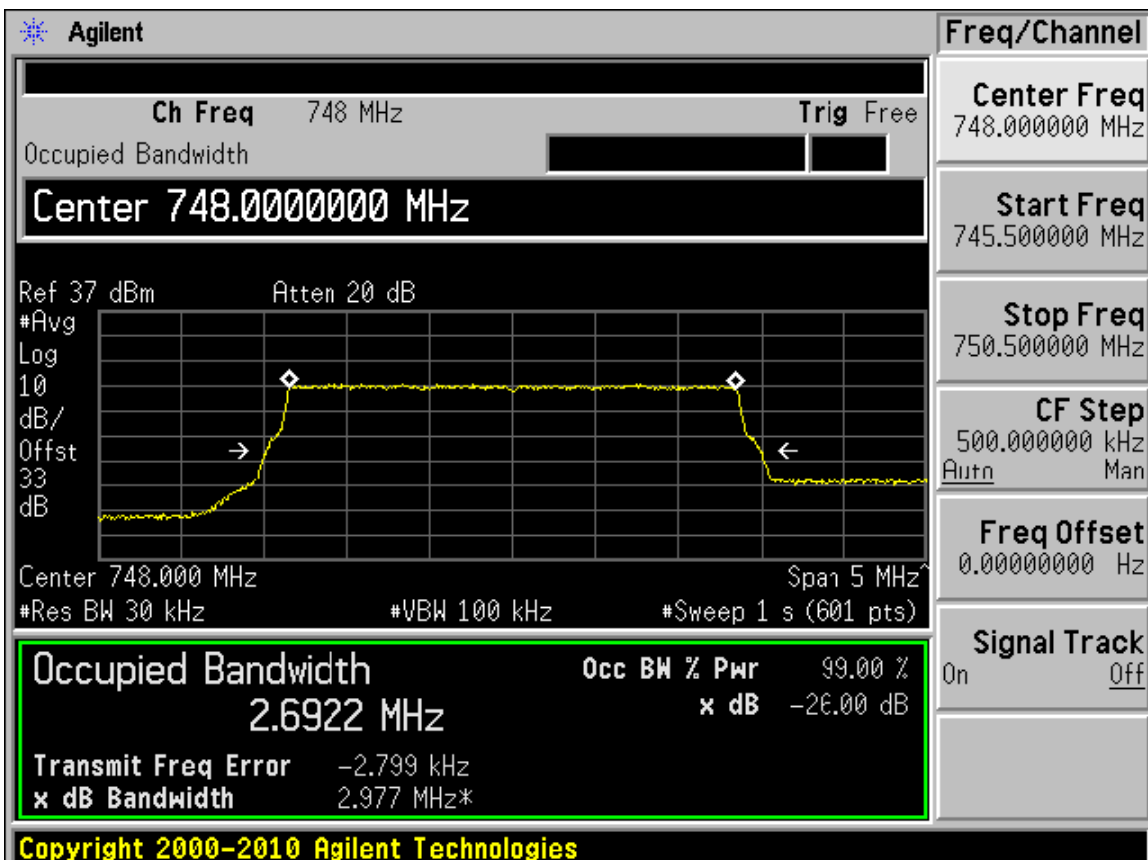 Agilent
Freq/Channel
Ch Freq 748 MHz Trig Free
Occupied Bandwidth
Center 748.0000000 MHz
Ref 37 dBm Atten 20 dB
#Avg
Log
10
dB/
Offst
33
dB
Center 748.000 MHz Span 5 MHz^
#Res BW 30 kHz #VBW 100 kHz #Sweep 1 s (601 pts)
Occupied Bandwidth
2.6922 MHz
Occ BW % Pwr 99.00 %
x dB -26.00 dB
Transmit Freq Error -2.799 kHz
x dB Bandwidth 2.977 MHz*
Copyright 2000-2010 Agilent Technologies
Center Freq
748.000000 MHz
Start Freq
745.500000 MHz
Stop Freq
750.500000 MHz
CF Step
500.000000 kHz
Auto Man
Freq Offset
0.00000000 Hz
Signal Track
On Off